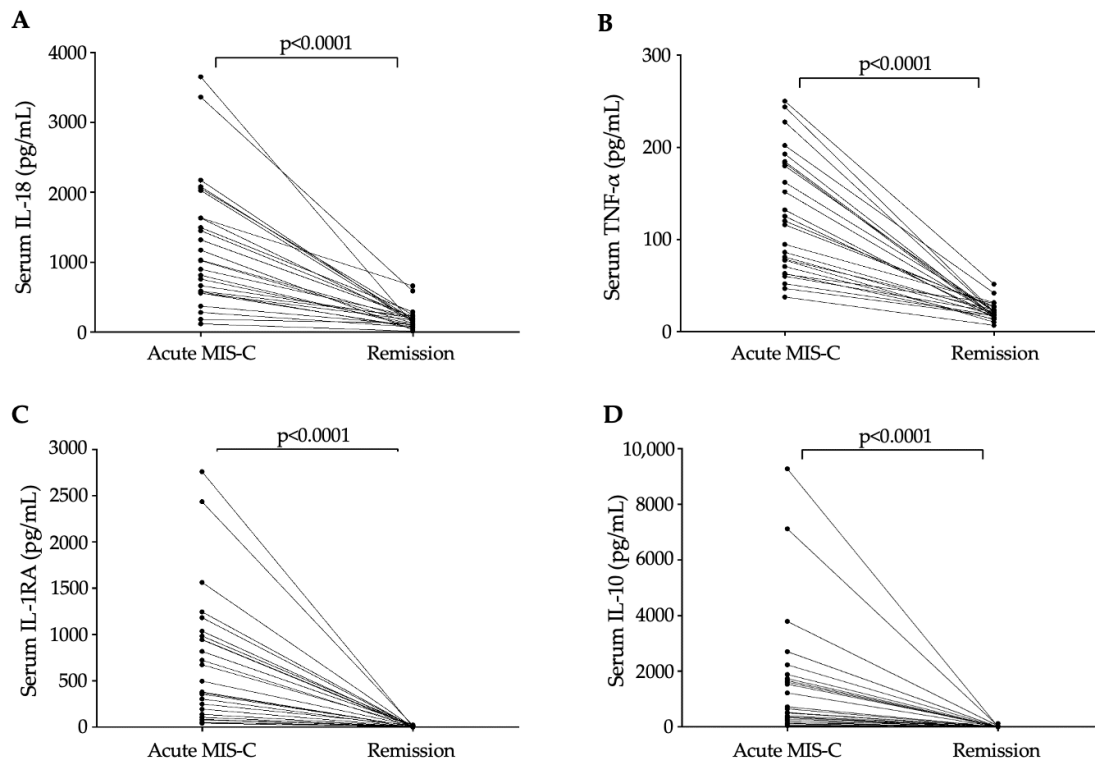 A
p<0.0001
4000
3000
2000
1000
0
Serum IL-18 (pg/mL)
Acute MIS-C Remission
B
p<0.0001
300
200
100
0
Serum TNF-α (pg/mL)
Acute MIS-C Remission
C
p<0.0001
3000
2500
2000
1500
1000
500
0
Serum IL-1RA (pg/mL)
Acute MIS-C Remission
D
p<0.0001
10,000
8000
6000
4000
2000
0
Serum IL-10 (pg/mL)
Acute MIS-C Remission